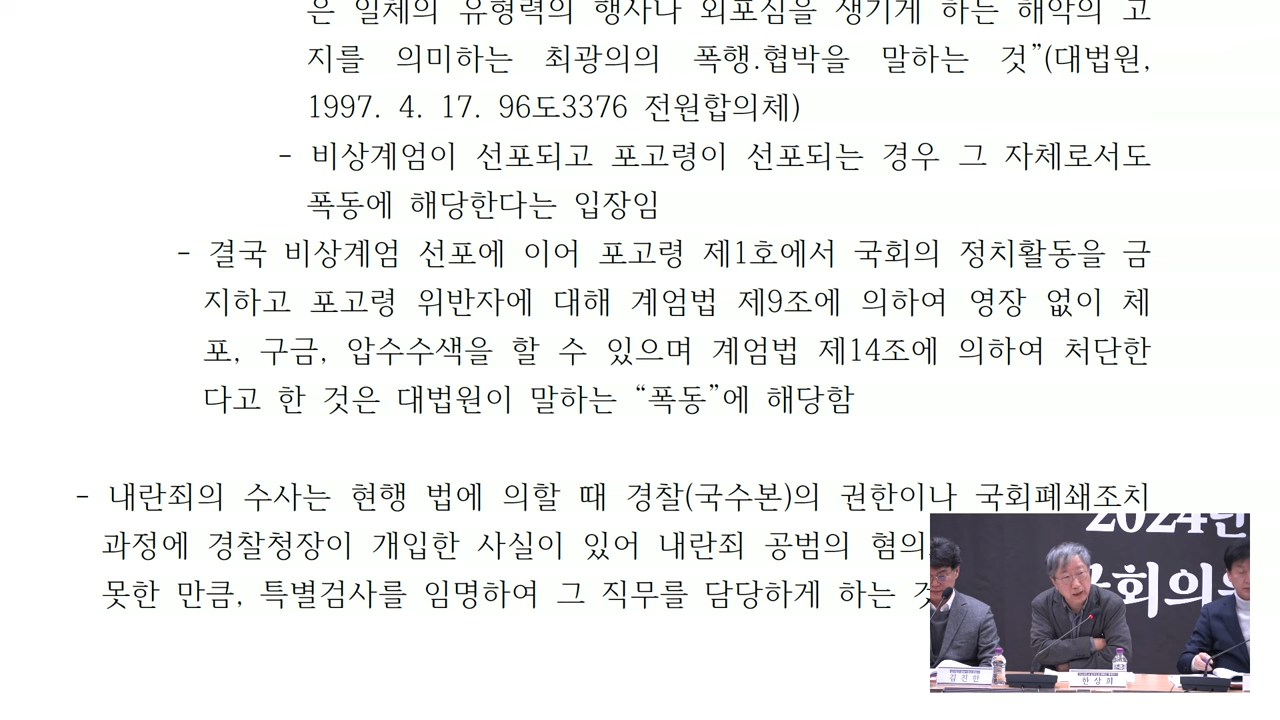 은 일체의 유형력의 행사나 외포심을 생기게 하는 해악의 고
지를 의미하는 최광의의 폭행.협박을 말하는 것”(대법원,
1997. 4. 17. 96도3376 전원합의체)
- 비상계엄이 선포되고 포고령이 선포되는 경우 그 자체로서도
폭동에 해당한다는 입장임
- 결국 비상계엄 선포에 이어 포고령 제1호에서 국회의 정치활동을 금
지하고 포고령 위반자에 대해 계엄법 제9조에 의하여 영장 없이 체
포, 구금, 압수수색을 할 수 있으며 계엄법 제14조에 의하여 처단한
다고 한 것은 대법원이 말하는 “폭동”에 해당함
- 내란죄의 수사는 현행 법에 의할 때 경찰(국수본)의 권한이나 국회폐쇄조치
과정에 경찰청장이 개입한 사실이 있어 내란죄 공범의 혐의
못한 만큼, 특별검사를 임명하여 그 직무를 담당하게 하는
2024년
국회의
김진한
한상희